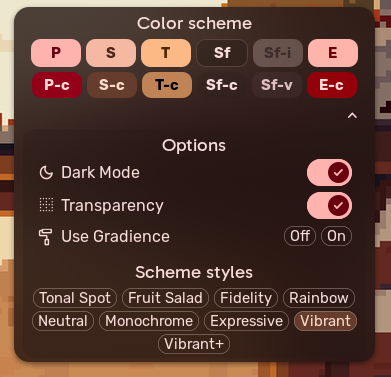 Color scheme
P S T Sf Sf-i E
P-c S-c T-c Sf-c Sf-v E-c
Options
Dark Mode
Transparency
Use Gradience Off On
Scheme styles
Tonal Spot Fruit Salad Fidelity Rainbow
Neutral Monochrome Expressive Vibrant
Vibrant+